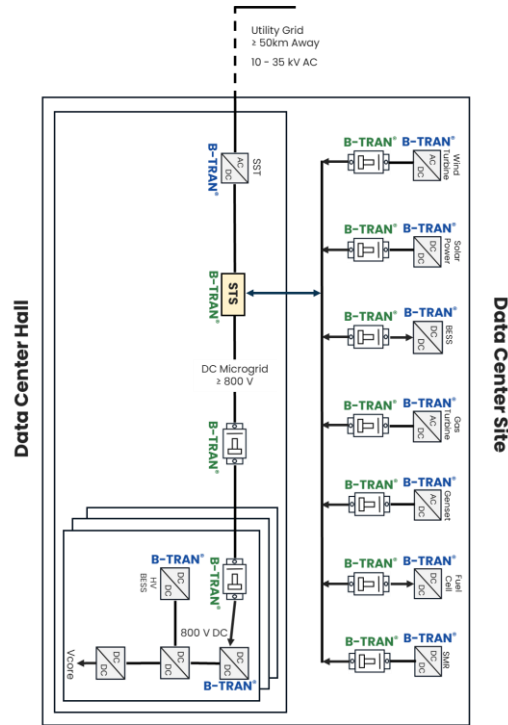 Utility Grid
≥ 50km Away
10 - 35 kV AC
Data Center Hall
Data Center Site
B-TRAN®
AC
DC
SST
B-TRAN®
STS
DC Microgrid
≥ 800 V
B-TRAN®
B-TRAN®
800 V DC
B-TRAN®
DC
DC
HV
BESS
DC
DC
B-TRAN®
DC
DC
DC
DC
Vcore
B-TRAN®
B-TRAN®
AC
DC
Wind
Turbine
B-TRAN®
B-TRAN®
DC
DC
Solar
Power
B-TRAN®
B-TRAN®
DC
DC
BESS
B-TRAN®
B-TRAN®
AC
DC
Gas
Turbine
B-TRAN®
B-TRAN®
AC
DC
Genset
B-TRAN®
B-TRAN®
DC
DC
Fuel
Cell
B-TRAN®
B-TRAN®
DC
DC
SMR